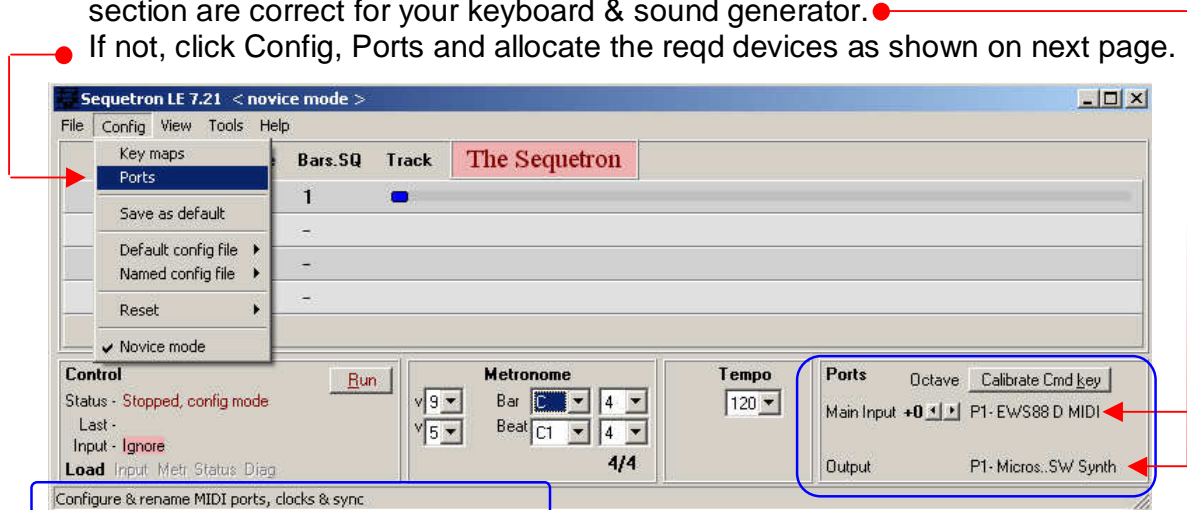 section are correct for your keyboard & sound generator.
If not, click Config, Ports and allocate the reqd devices as shown on next page.
Sequetron LE 7.21 < novice mode >
File Config View Tools Help
Bars.SQ Track The Sequetron
Key maps
Ports
Save as default
Default config file
Named config file
Reset
Novice mode
1
-
-
-
Control Run
Status - Stopped, config mode
Last -
Input - Ignore
Load Input Metr Status Diag
Metronome
v 9 Bar C 4
v 5 Beat C1 4
4/4
Tempo
120
Ports Octave Calibrate Cmd key
Main Input +0 P1- EWS88 D MIDI
Output P1- Micros..SW Synth
Configure & rename MIDI ports, clocks & sync